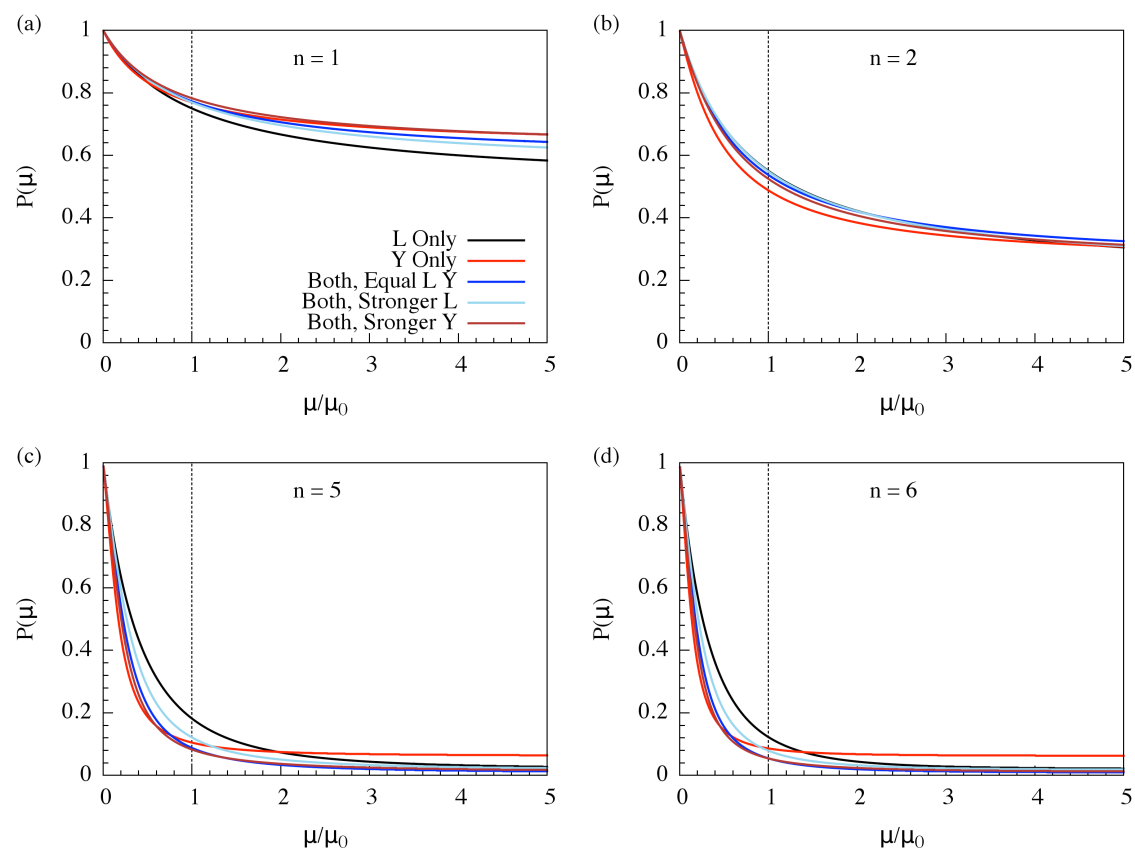 (a)
1
0.8
0.6
0.4
0.2
0
P(μ)
n = 1
L Only
Y Only
Both, Equal L Y
Both, Stronger L
Both, Sronger Y
0 1 2 3 4 5
μ/μ0
(b)
1
0.8
0.6
0.4
0.2
0
P(μ)
n = 2
0 1 2 3 4 5
μ/μ0
(c)
1
0.8
0.6
0.4
0.2
0
P(μ)
n = 5
0 1 2 3 4 5
μ/μ0
(d)
1
0.8
0.6
0.4
0.2
0
P(μ)
n = 6
0 1 2 3 4 5
μ/μ0